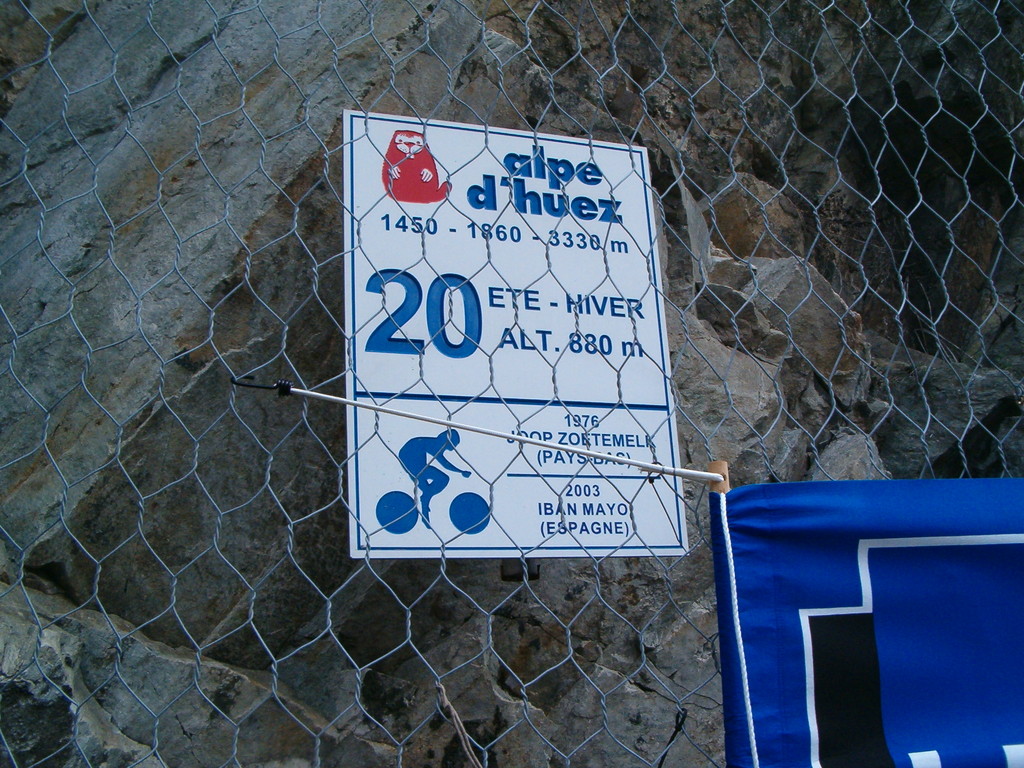 alpe
d'huez
1450 - 1860 - 3330 m
20
ETE - HIVER
ALT. 880 m
1976
JOOP ZOETEMELK
(PAYS-BAS)
2003
IBAN MAYO
(ESPAGNE)